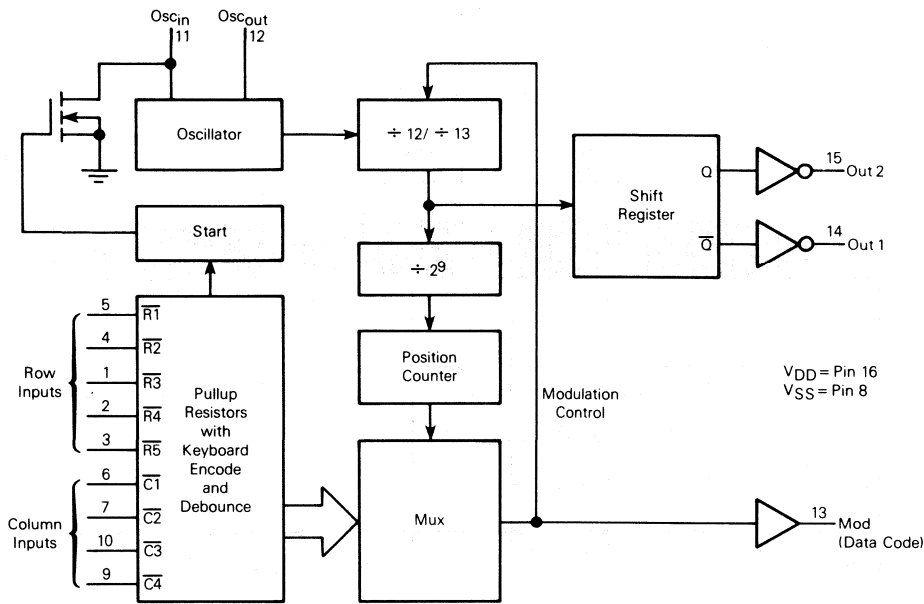 Osc_in
11
Osc_out
12
Oscillator
÷ 12/ ÷ 13
Start
Shift
Register
Q
Q̅
15
Out 2
14
Out 1
÷ 2⁹
Position
Counter
Modulation
Control
V_DD = Pin 16
V_SS = Pin 8
Row
Inputs
5
R̅1̅
4
R̅2̅
1
R̅3̅
2
R̅4̅
3
R̅5̅
Column
Inputs
6
C̅1̅
7
C̅2̅
10
C̅3̅
9
C̅4̅
Pullup
Resistors
with
Keyboard
Encode
and
Debounce
Mux
13
Mod
(Data Code)